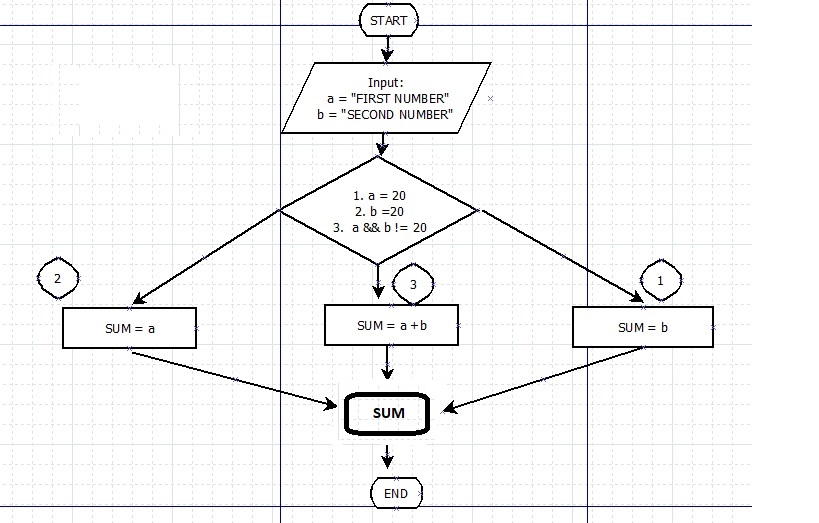 START
Input:
a = "FIRST NUMBER"
b = "SECOND NUMBER"
1. a = 20
2. b =20
3. a && b != 20
2
3
1
SUM = a
SUM = a +b
SUM = b
SUM
END